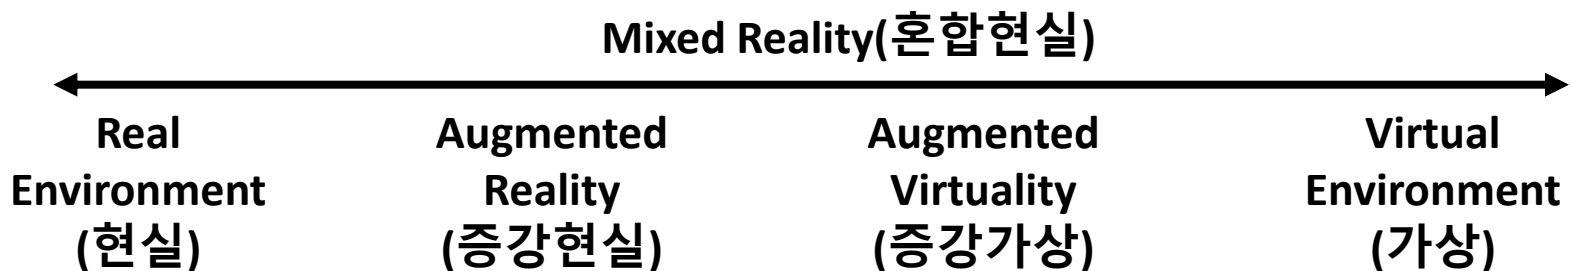 Mixed Reality(혼합현실)
Real
Environment
(현실)
Augmented
Reality
(증강현실)
Augmented
Virtuality
(증강가상)
Virtual
Environment
(가상)